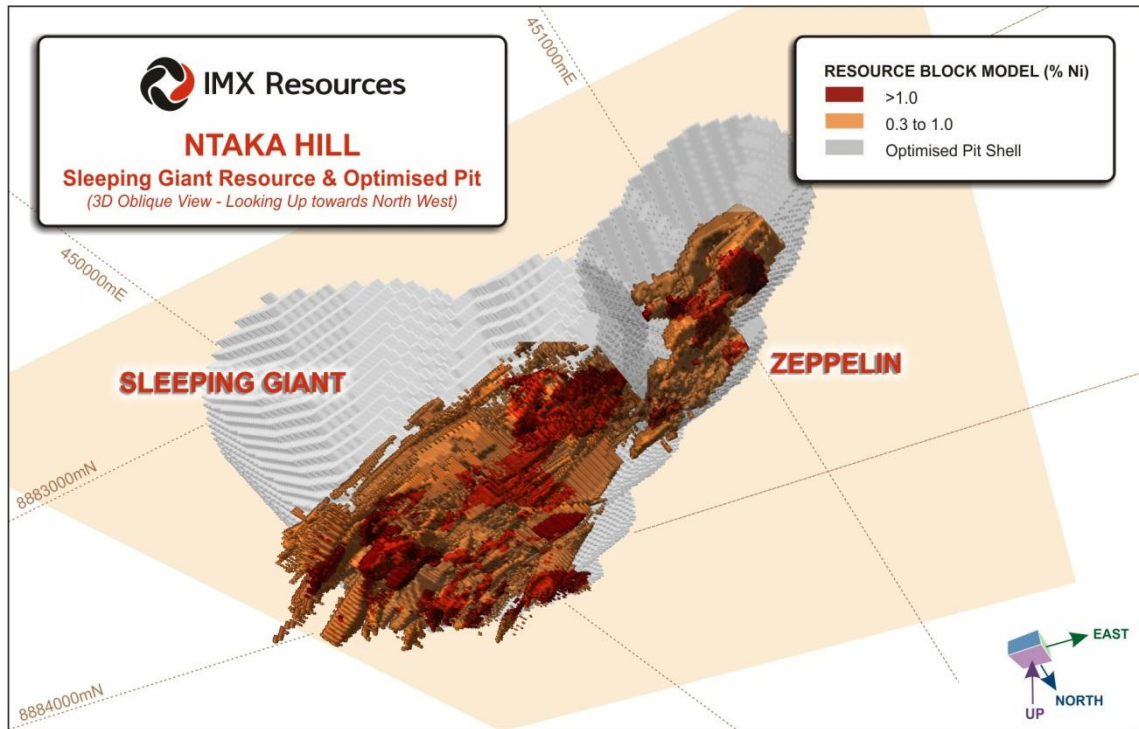 IMX Resources
NTAKA HILL
Sleeping Giant Resource & Optimised Pit
(3D Oblique View - Looking Up towards North West)
RESOURCE BLOCK MODEL (% Ni)
>1.0
0.3 to 1.0
Optimised Pit Shell
451000mE
450000mE
SLEEPING GIANT
ZEPPELIN
8883000mN
8884000mN
EAST
NORTH
UP